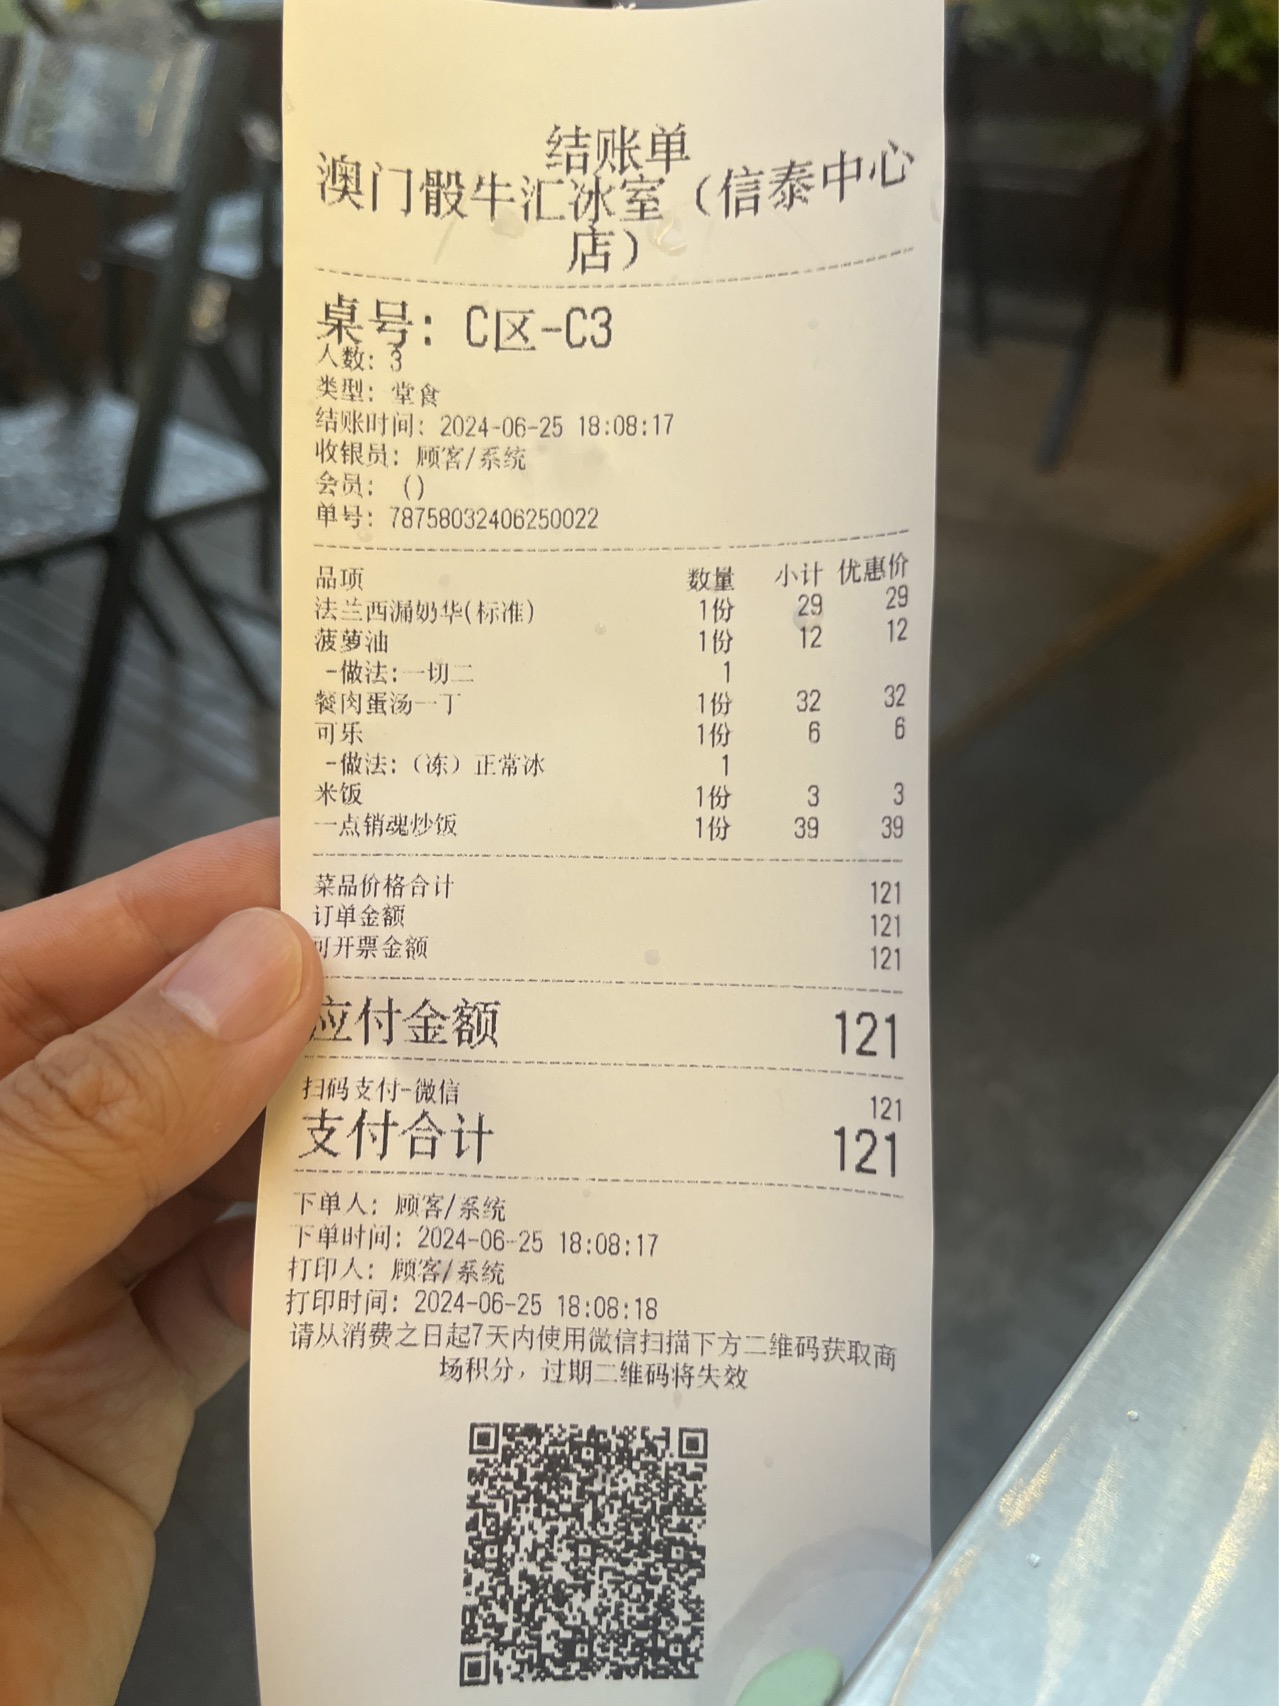 结账单
澳门骰牛汇冰室（信泰中心
店）
桌号：C区-C3
人数：3
类型：堂食
结账时间：2024-06-25 18:08:17
收银员：顾客/系统
会员：()
单号：78758032406250022
品项 数量 小计 优惠价
法兰西漏奶华(标准) 1份 29 29
菠萝油 1份 12 12
-做法:一切二 1
餐肉蛋汤一丁 1份 32 32
可乐 1份 6 6
-做法:（冻）正常冰 1
米饭 1份 3 3
一点销魂炒饭 1份 39 39
菜品价格合计 121
订单金额 121
可开票金额 121
应付金额 121
扫码支付-微信 121
支付合计 121
下单人：顾客/系统
下单时间：2024-06-25 18:08:17
打印人：顾客/系统
打印时间：2024-06-25 18:08:18
请从消费之日起7天内使用微信扫描下方二维码获取商
场积分，过期二维码将失效